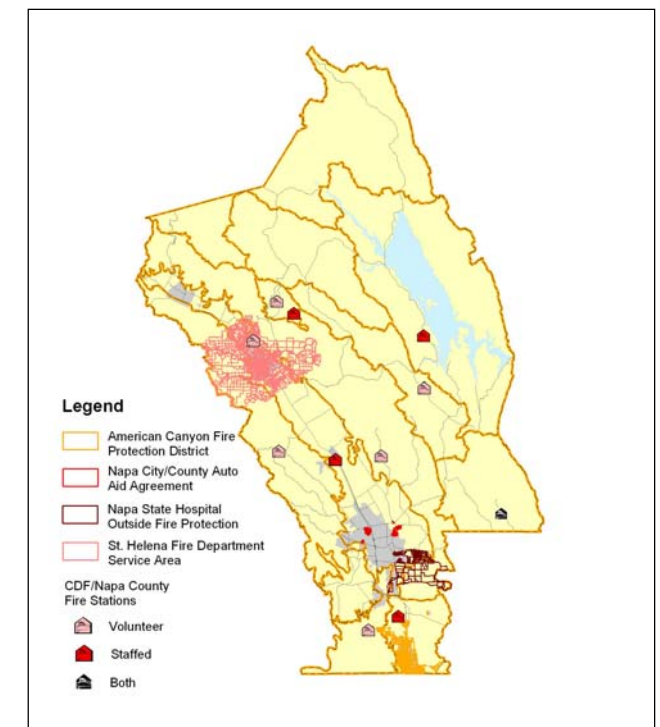 Legend
American Canyon Fire
Protection District
Napa City/County Auto
Aid Agreement
Napa State Hospital
Outside Fire Protection
St. Helena Fire Department
Service Area
CDF/Napa County
Fire Stations
Volunteer
Staffed
Both